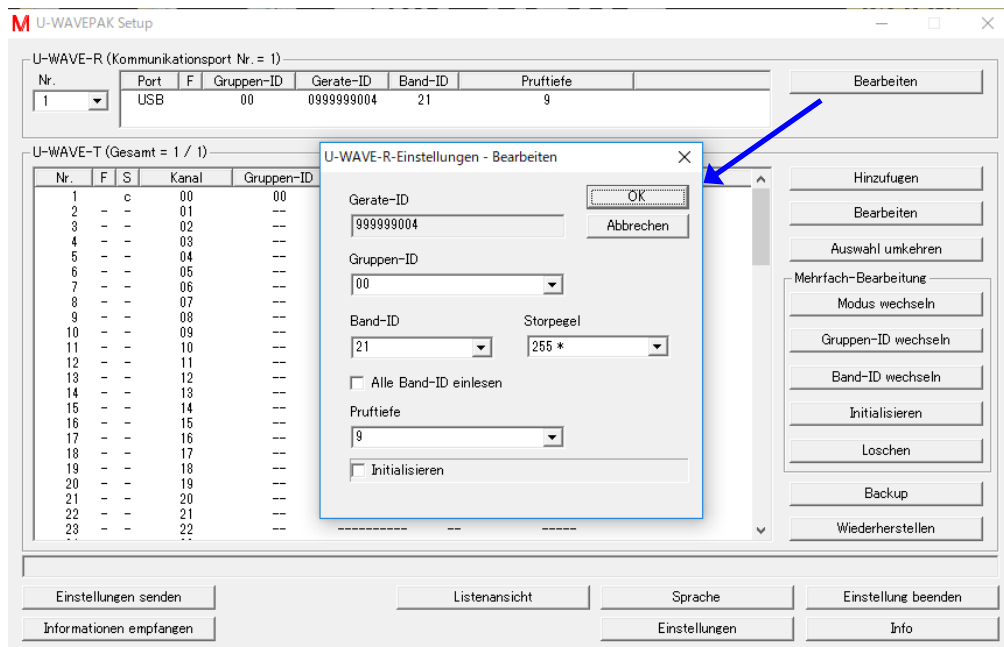 M U-WAVEPAK Setup
U-WAVE-R (Kommunikationsport Nr. = 1)
Nr. Port F Gruppen-ID Gerate-ID Band-ID Pruftiefe
1 USB 00 0999999004 21 9
Bearbeiten
U-WAVE-T (Gesamt = 1 / 1)
Nr. F S Kanal Gruppen-ID
1 c 00 00
2 - - 01 --
3 - - 02 --
4 - - 03 --
5 - - 04 --
6 - - 05 --
7 - - 06 --
8 - - 07 --
9 - - 08 --
10 - - 09 --
11 - - 10 --
12 - - 11 --
13 - - 12 --
14 - - 13 --
15 - - 14 --
16 - - 15 --
17 - - 16 --
18 - - 17 --
19 - - 18 --
20 - - 19 --
21 - - 20 --
22 - - 21 --
23 - - 22 -- ---------- -- -----
U-WAVE-R-Einstellungen - Bearbeiten
Gerate-ID
999999004
OK
Abbrechen
Gruppen-ID
00
Band-ID Storpegel
21 255 *
Alle Band-ID einlesen
Pruftiefe
9
Initialisieren
Hinzufugen
Bearbeiten
Auswahl umkehren
Mehrfach-Bearbeitung
Modus wechseln
Gruppen-ID wechseln
Band-ID wechseln
Initialisieren
Loschen
Backup
Wiederherstellen
Einstellungen senden Listenansicht Sprache Einstellung beenden
Informationen empfangen Einstellungen Info